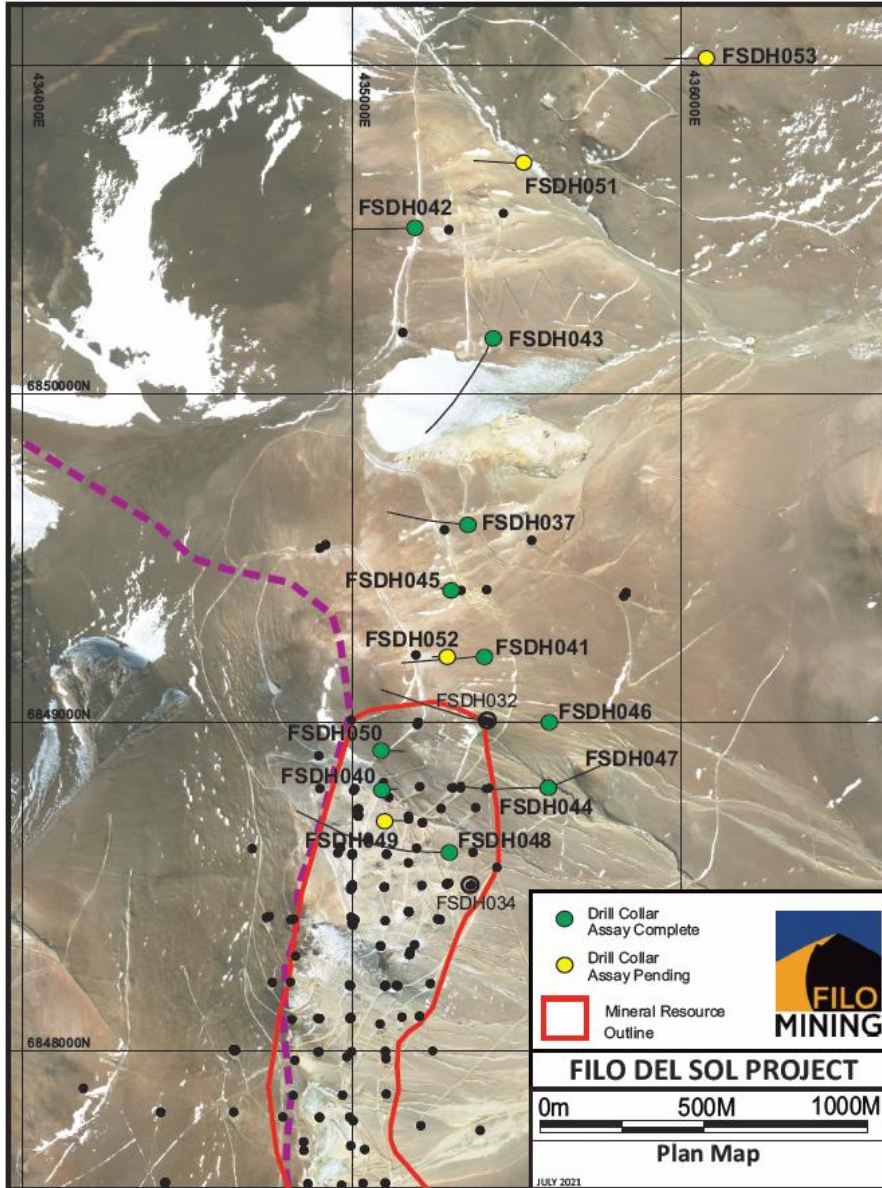 434000E
435000E
436000E
FSDH053
FSDH051
FSDH042
FSDH043
6850000N
FSDH037
FSDH045
FSDH052
FSDH041
FSDH032
6849000N
FSDH046
FSDH050
FSDH047
FSDH040
FSDH044
FSDH049
FSDH048
FSDH034
6848000N
Drill Collar
Assay Complete
Drill Collar
Assay Pending
Mineral Resource
Outline
FILO
MINING
FILO DEL SOL PROJECT
0m 500M 1000M
Plan Map
JULY 2021